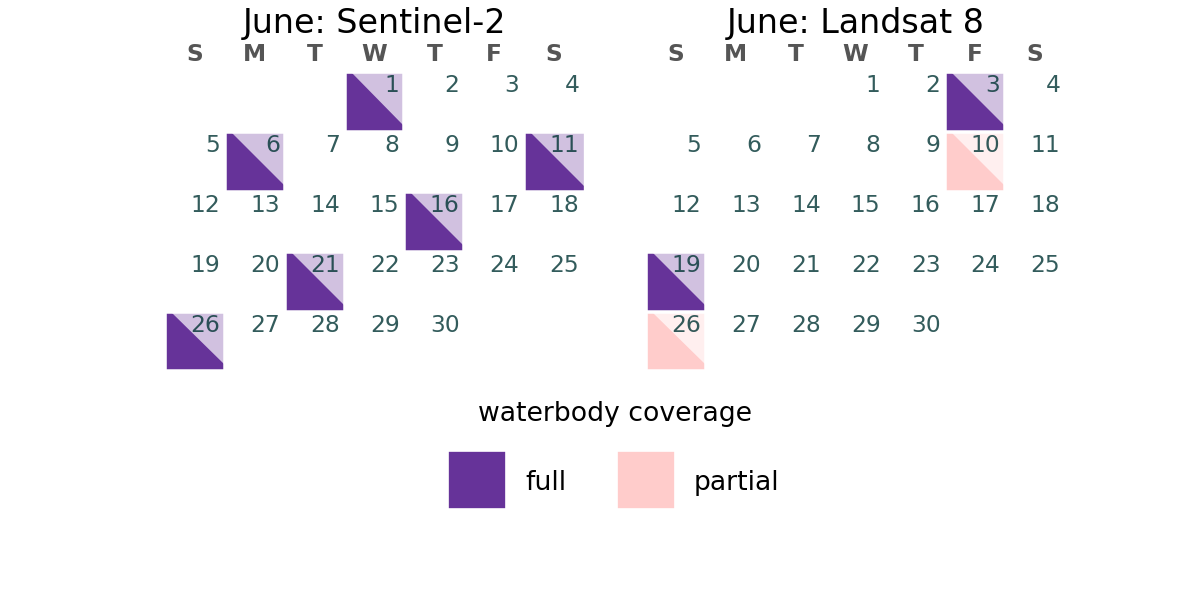 June: Sentinel-2
S M T W T F S
1 2 3 4
5 6 7 8 9 10 11
12 13 14 15 16 17 18
19 20 21 22 23 24 25
26 27 28 29 30
June: Landsat 8
S M T W T F S
1 2 3 4
5 6 7 8 9 10 11
12 13 14 15 16 17 18
19 20 21 22 23 24 25
26 27 28 29 30
waterbody coverage
full
partial